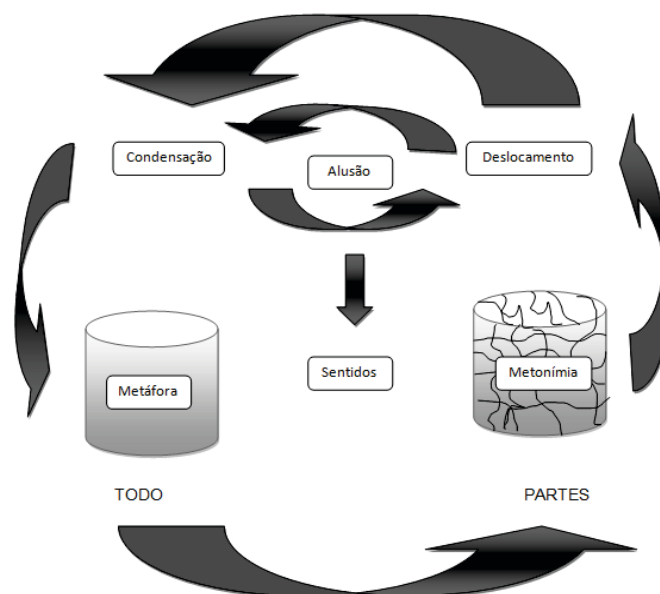 Condensação
Alusão
Deslocamento
Metáfora
Sentidos
Metonímia
TODO
PARTES